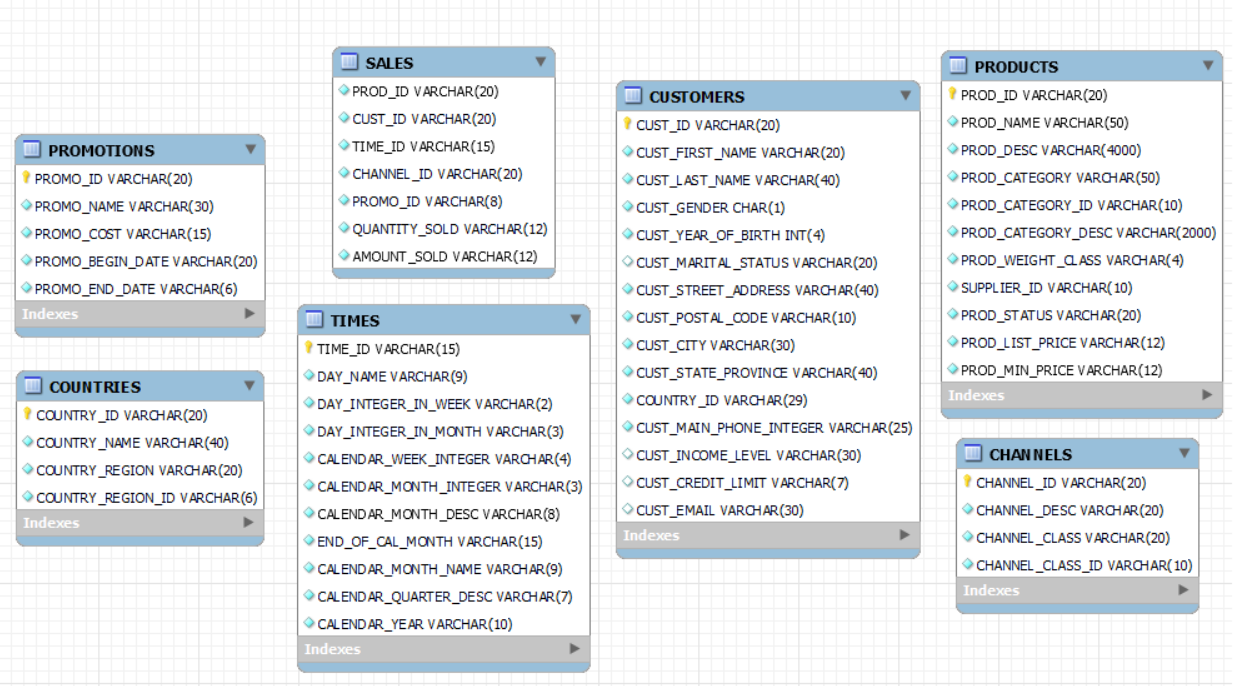 PROMOTIONS
PROMO_ID VARCHAR(20)
PROMO_NAME VARCHAR(30)
PROMO_COST VARCHAR(15)
PROMO_BEGIN_DATE VARCHAR(20)
PROMO_END_DATE VARCHAR(6)
Indexes
COUNTRIES
COUNTRY_ID VARCHAR(20)
COUNTRY_NAME VARCHAR(40)
COUNTRY_REGION VARCHAR(20)
COUNTRY_REGION_ID VARCHAR(6)
Indexes
SALES
PROD_ID VARCHAR(20)
CUST_ID VARCHAR(20)
TIME_ID VARCHAR(15)
CHANNEL_ID VARCHAR(20)
PROMO_ID VARCHAR(8)
QUANTITY_SOLD VARCHAR(12)
AMOUNT_SOLD VARCHAR(12)
TIMES
TIME_ID VARCHAR(15)
DAY_NAME VARCHAR(9)
DAY_INTEGER_IN_WEEK VARCHAR(2)
DAY_INTEGER_IN_MONTH VARCHAR(3)
CALENDAR_WEEK_INTEGER VARCHAR(4)
CALENDAR_MONTH_INTEGER VARCHAR(3)
CALENDAR_MONTH_DESC VARCHAR(8)
END_OF_CAL_MONTH VARCHAR(15)
CALENDAR_MONTH_NAME VARCHAR(9)
CALENDAR_QUARTER_DESC VARCHAR(7)
CALENDAR_YEAR VARCHAR(10)
Indexes
CUSTOMERS
CUST_ID VARCHAR(20)
CUST_FIRST_NAME VARCHAR(20)
CUST_LAST_NAME VARCHAR(40)
CUST_GENDER CHAR(1)
CUST_YEAR_OF_BIRTH INT(4)
CUST_MARITAL_STATUS VARCHAR(20)
CUST_STREET_ADDRESS VARCHAR(40)
CUST_POSTAL_CODE VARCHAR(10)
CUST_CITY VARCHAR(30)
CUST_STATE_PROVINCE VARCHAR(40)
COUNTRY_ID VARCHAR(29)
CUST_MAIN_PHONE_INTEGER VARCHAR(25)
CUST_INCOME_LEVEL VARCHAR(30)
CUST_CREDIT_LIMIT VARCHAR(7)
CUST_EMAIL VARCHAR(30)
Indexes
PRODUCTS
PROD_ID VARCHAR(20)
PROD_NAME VARCHAR(50)
PROD_DESC VARCHAR(4000)
PROD_CATEGORY VARCHAR(50)
PROD_CATEGORY_ID VARCHAR(10)
PROD_CATEGORY_DESC VARCHAR(2000)
PROD_WEIGHT_CLASS VARCHAR(4)
SUPPLIER_ID VARCHAR(10)
PROD_STATUS VARCHAR(20)
PROD_LIST_PRICE VARCHAR(12)
PROD_MIN_PRICE VARCHAR(12)
Indexes
CHANNELS
CHANNEL_ID VARCHAR(20)
CHANNEL_DESC VARCHAR(20)
CHANNEL_CLASS VARCHAR(20)
CHANNEL_CLASS_ID VARCHAR(10)
Indexes